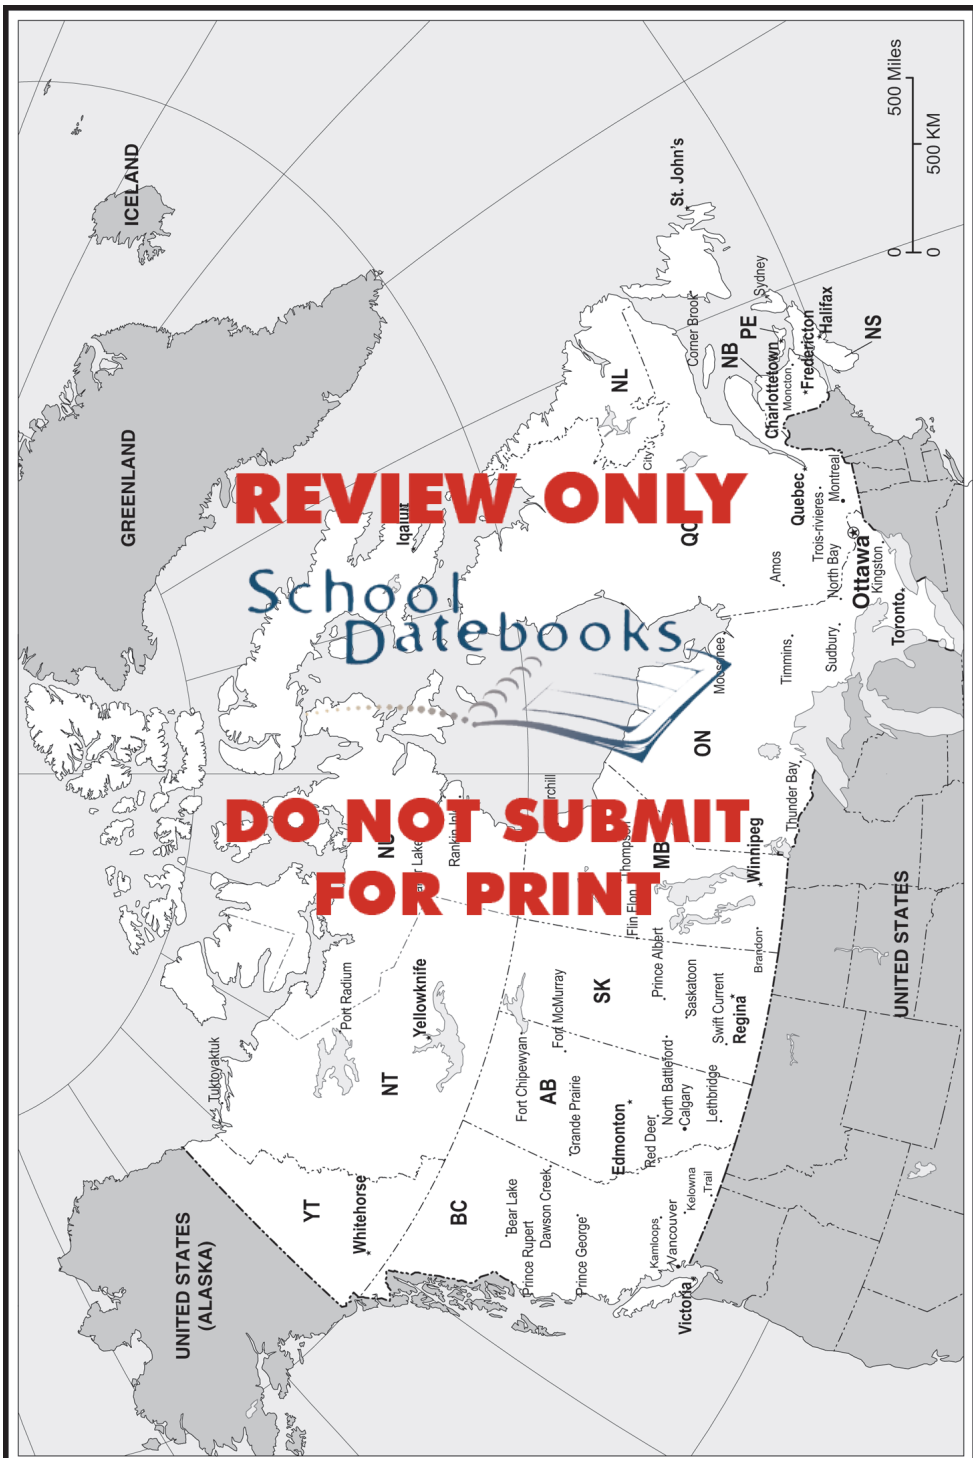 ICELAND
GREENLAND
UNITED STATES
(ALASKA)
UNITED STATES
500 Miles
0
500 KM
0
REVIEW ONLY
School
Datebooks
DO NOT SUBMIT
FOR PRINT
YT
Whitehorse
Tuktoyaktuk
NT
Port Radium
Yellowknife
Iqaluit
BC
Bear Lake
Prince Rupert
Dawson Creek
Prince George
Kamloops
Vancouver
Victoria
Kelowna
Trail
AB
Fort Chipewyan
Fort McMurray
Grande Prairie
Edmonton
Red Deer
North Battleford
Calgary
Lethbridge
SK
Prince Albert
Saskatoon
Swift Current
Regina
MB
Thompson
Flin Flon
Winnipeg
Brandon
Lake
Rankin
ON
Moosonee
Timmins
Sudbury
North Bay
Thunder Bay
Ottawa
Kingston
Toronto
Amos
Quebec
Trois-rivieres
Montreal
City
NL
Corner Brook
St. John's
NB
PE
NS
Charlottetown
Moncton
Fredericton
Halifax
Sydney